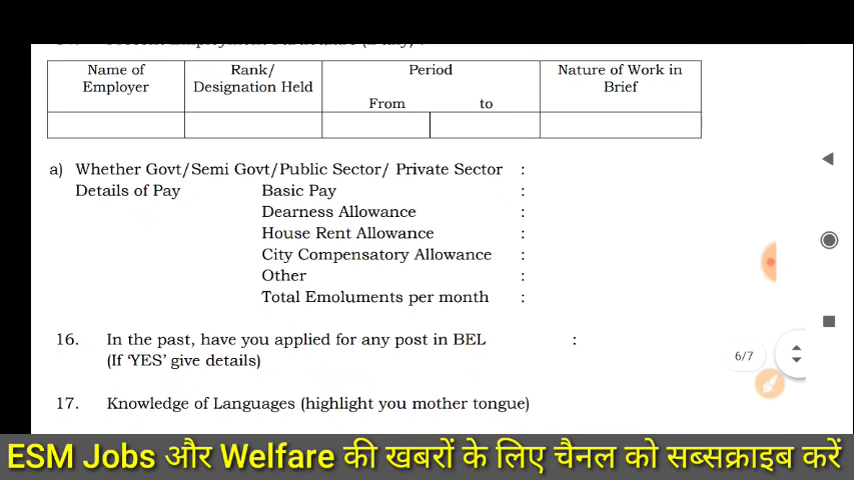 Name of Employer
Rank/ Designation Held
Period
From to
Nature of Work in Brief
a) Whether Govt/Semi Govt/Public Sector/ Private Sector :
Details of Pay Basic Pay :
Dearness Allowance :
House Rent Allowance :
City Compensatory Allowance :
Other :
Total Emoluments per month :
16. In the past, have you applied for any post in BEL :
(If ‘YES’ give details)
6/7
17. Knowledge of Languages (highlight you mother tongue)
ESM Jobs और Welfare की खबरों के लिए चैनल को सब्सक्राइब करें